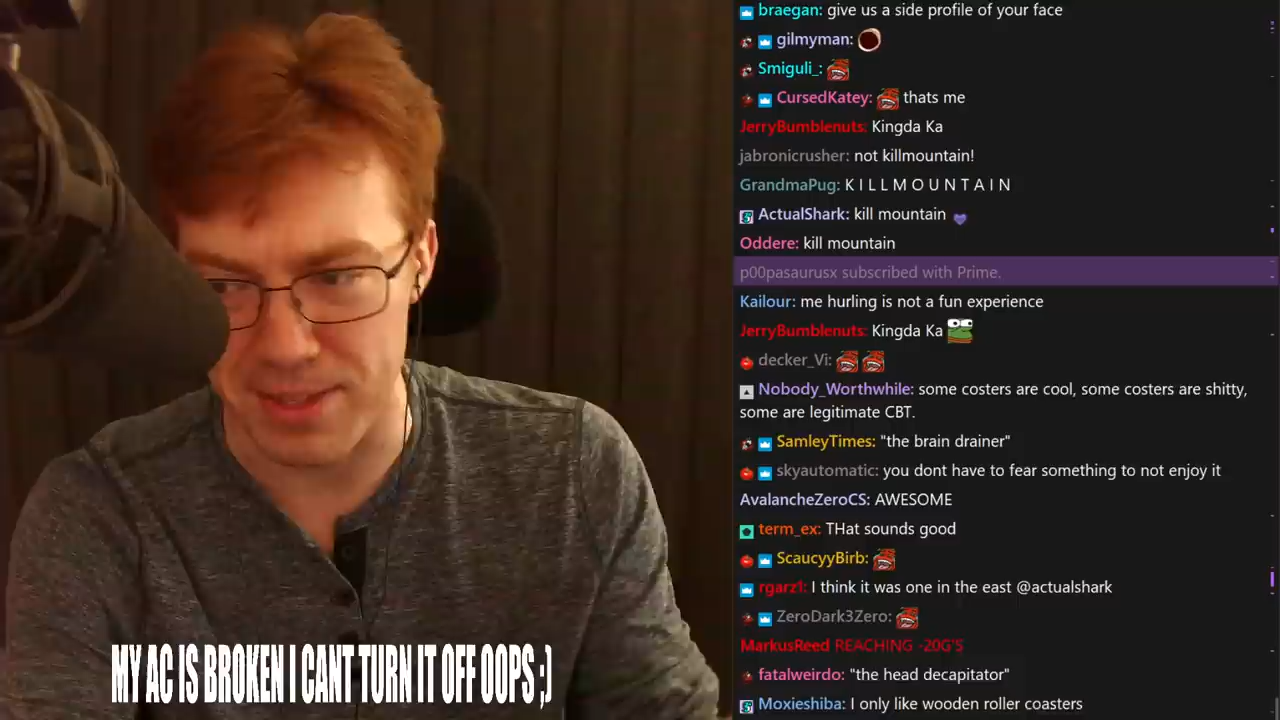 braegan: give us a side profile of your face
gilmyman:
Smiguli_:
CursedKatey: thats me
JerryBumblenuts: Kingda Ka
jabronicrusher: not killmountain!
GrandmaPug: K I L L M O U N T A I N
ActualShark: kill mountain
Oddere: kill mountain
p00pasaurusx subscribed with Prime.
Kailour: me hurling is not a fun experience
JerryBumblenuts: Kingda Ka
decker_Vi:
Nobody_Worthwhile: some costers are cool, some costers are shitty,
some are legitimate CBT.
SamleyTimes: "the brain drainer"
skyautomatic: you dont have to fear something to not enjoy it
AvalancheZeroCS: AWESOME
term_ex: THat sounds good
ScaucyyBirb:
rgarz1: I think it was one in the east @actualshark
ZeroDark3Zero:
MarkusReed REACHING -20G'S
fatalweirdo: "the head decapitator"
Moxieshiba: I only like wooden roller coasters
MY AC IS BROKEN I CANT TURN IT OFF OOPS ;)